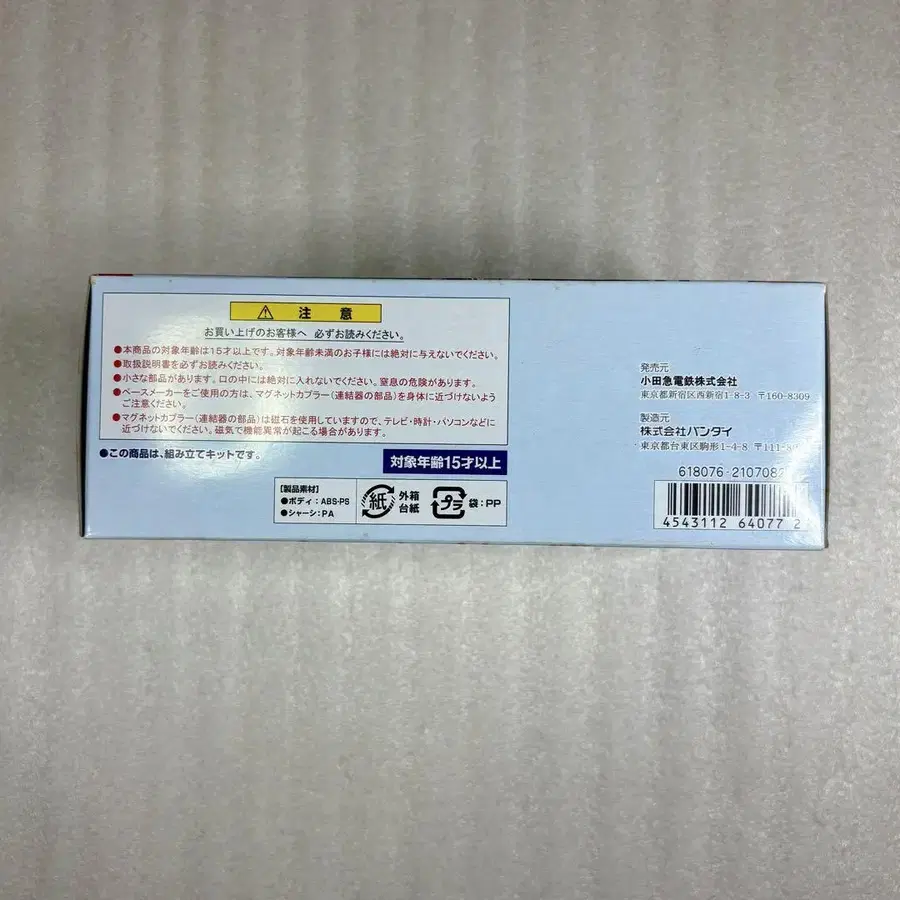 注意
お買い上げのお客様へ 必ずお読みください。
●本商品の対象年齢は15才以上です。対象年齢未満のお子様には絶対に与えないでください。
●取扱説明書を必ずお読みください。
●小さな部品があります。口の中には絶対に入れないでください。窒息の危険があります。
●ペースメーカーをご使用の方は、マグネットカプラー(連結器の部品)を身体に近づけないよう
ご注意ください。
●マグネットカプラー(連結器の部品)は磁石を使用していますので、テレビ・時計・パソコンなどに
近づけないでください。磁気で機能異常が起こる場合があります。
●この商品は、組み立てキットです。
対象年齢15才以上
【製品素材】
●ボディ:ABS・PS
●シャーシ:PA
紙
外箱
台紙
プラ
袋:PP
発売元
小田急電鉄株式会社
東京都新宿区西新宿1-8-3 〒160-8309
製造元
株式会社バンダイ
東京都台東区駒形1-4-8
618076
4543112 64077 2